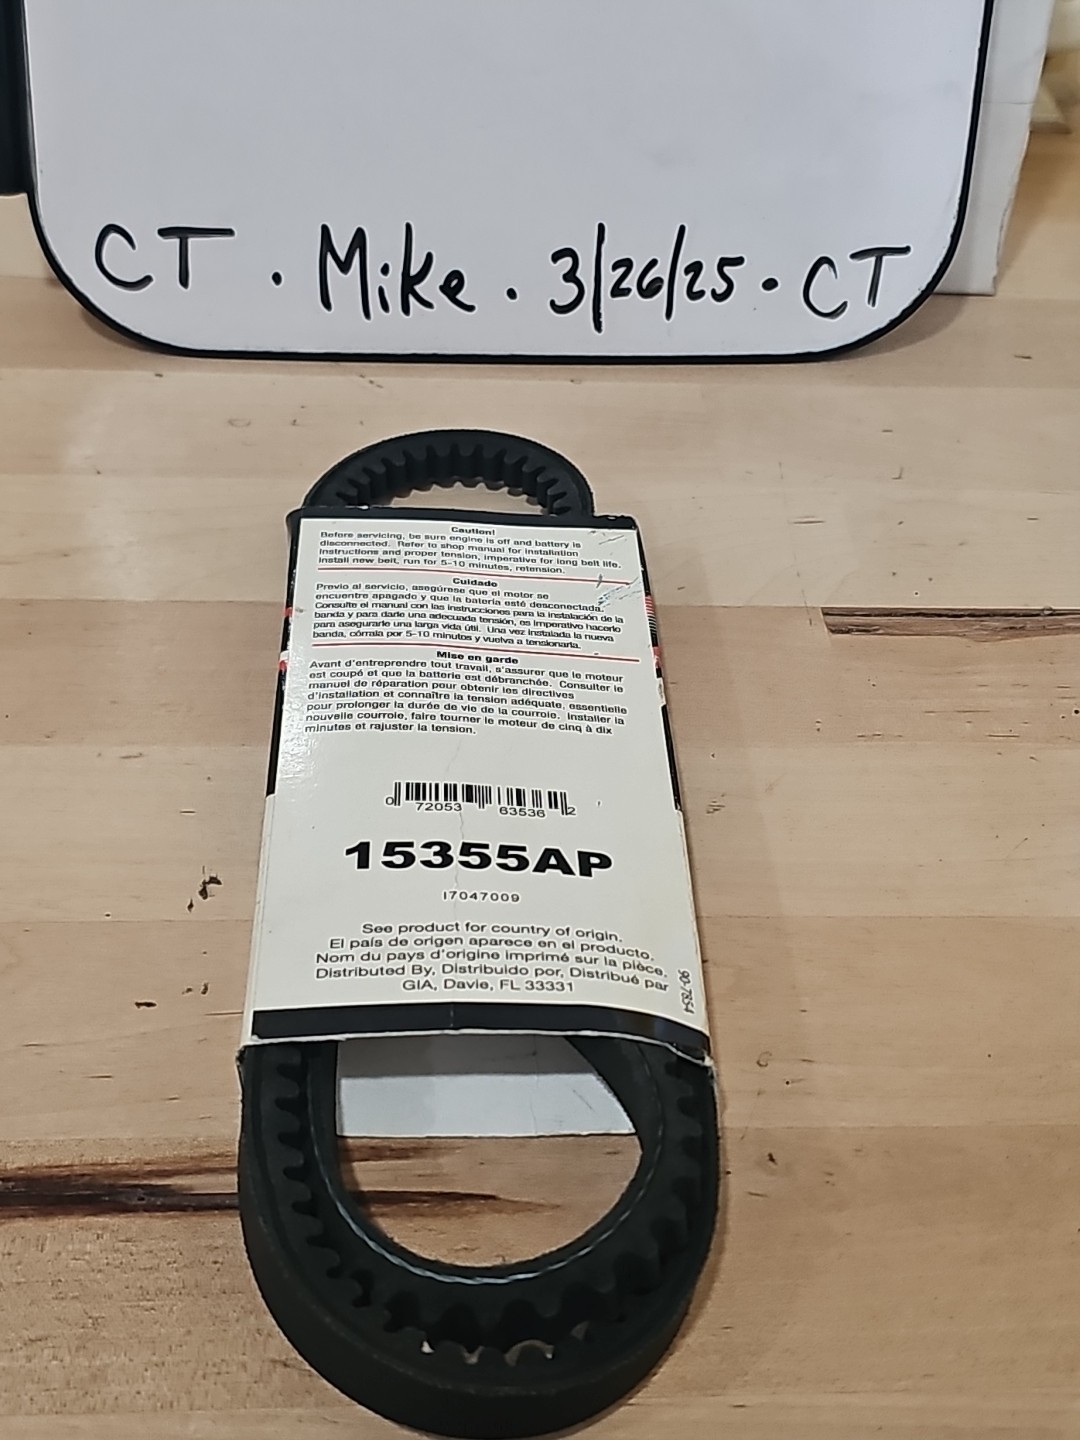 CT · Mike · 3/26/25 · CT
Caution!
Before servicing, be sure engine is off and battery is
disconnected. Refer to shop manual for installation
instructions and proper tension, imperative for long belt life.
Install new belt, run for 5-10 minutes, retension.
Cuidado
Previo al servicio, asegúrese que el motor se
encuentre apagado y que la batería esté desconectada.
Consulte el manual con las instrucciones para la instalación de la
banda y para darle una adecuada tensión, es imperativo hacerlo
para asegurarle una larga vida útil. Una vez instalada la nueva
banda, córrala por 5-10 minutos y vuelva a tensionarla.
Mise en garde
Avant d'entreprendre tout travail, s'assurer que le moteur
est coupé et que la batterie est débranchée. Consulter le
manuel de réparation pour obtenir les directives
d'installation et connaître la tension adéquate, essentielle
pour prolonger la durée de vie de la courroie. Installer la
nouvelle courroie, faire tourner le moteur de cinq à dix
minutes et rajuster la tension.
0 72053 63536 2
15355AP
17047009
See product for country of origin.
El país de origen aparece en el producto.
Nom du pays d'origine imprimé sur la pièce.
Distributed By, Distribuido por, Distribué par
GIA, Davie, FL 33331
90-7854